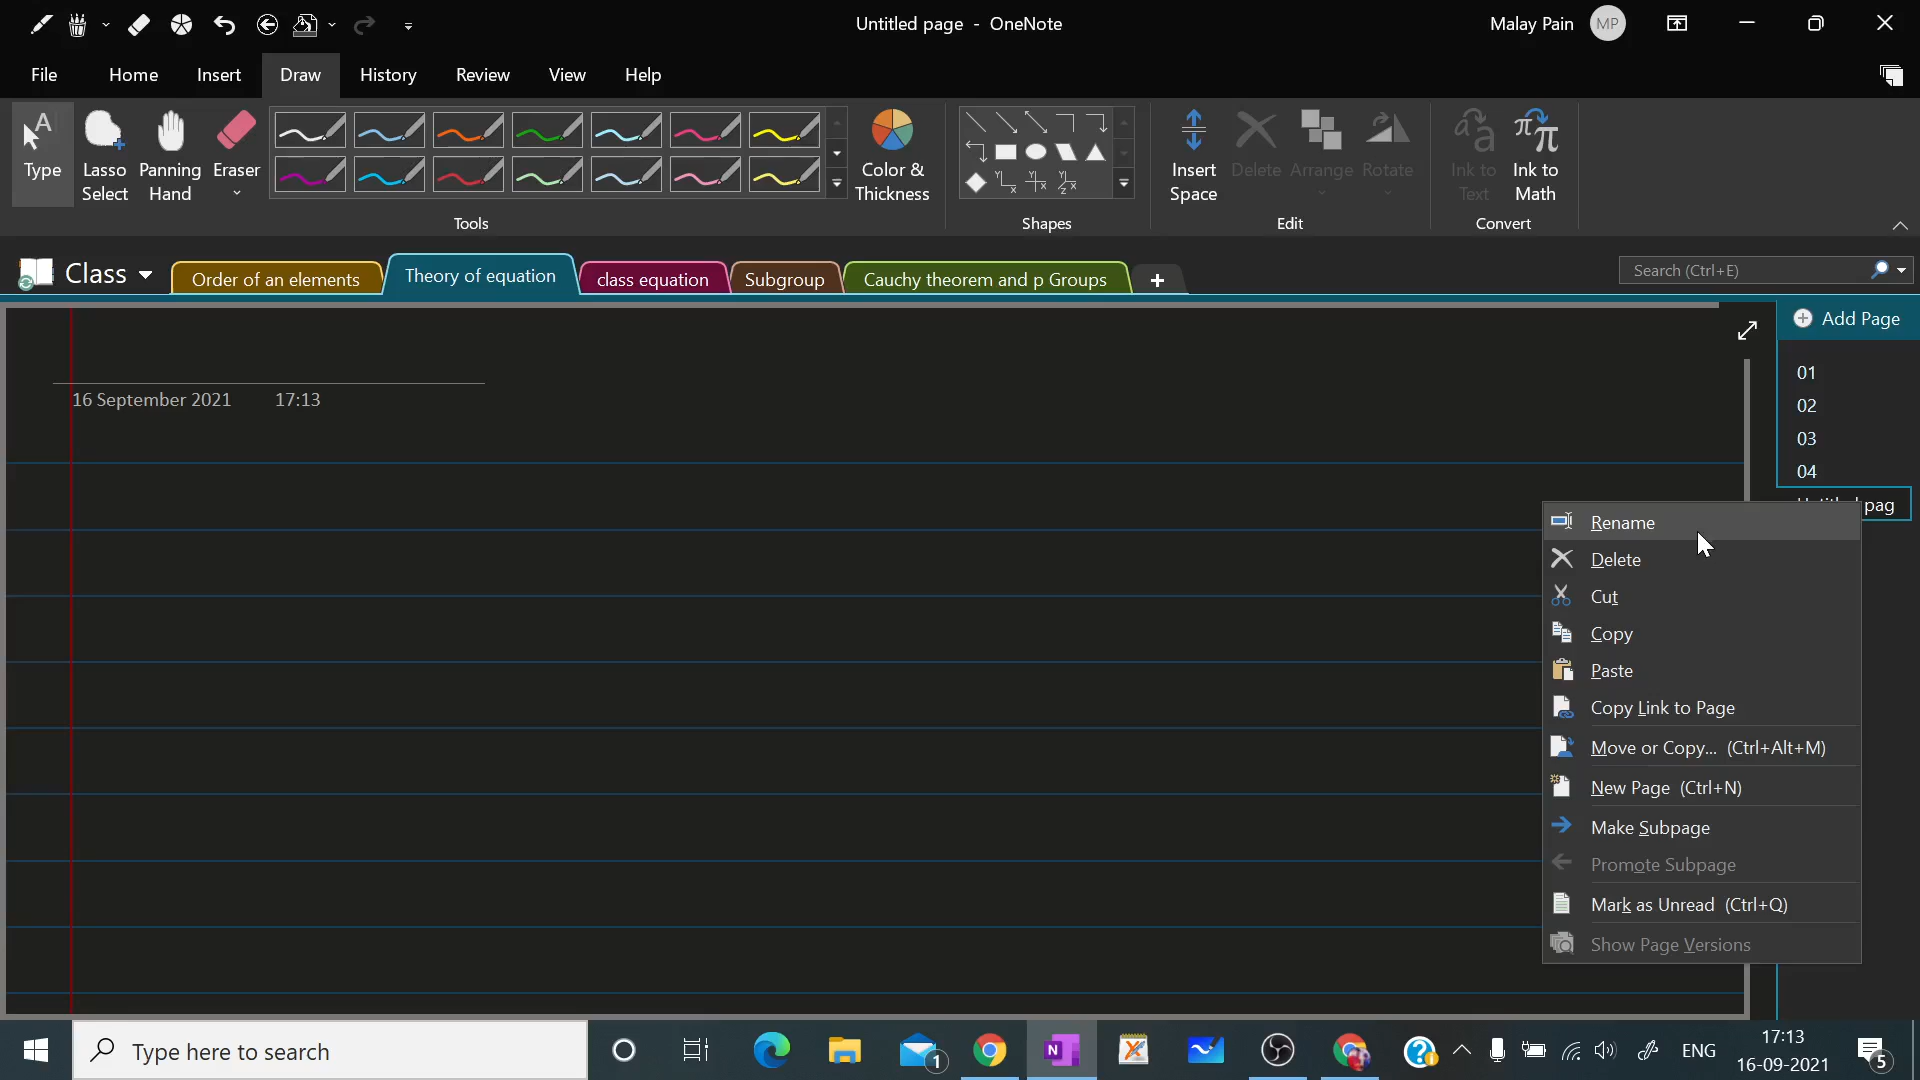 Untitled page - OneNote
Malay Pain
MP
File Home Insert Draw History Review View Help
Type
Lasso Select
Panning Hand
Eraser
Color & Thickness
Insert Space
Delete
Arrange
Rotate
Ink to Text
Ink to Math
Tools
Shapes
Edit
Convert
Class
Order of an elements
Theory of equation
class equation
Subgroup
Cauchy theorem and p Groups
Search (Ctrl+E)
Add Page
16 September 2021 17:13
01
02
03
04
pag
Rename
Delete
Cut
Copy
Paste
Copy Link to Page
Move or Copy... (Ctrl+Alt+M)
New Page (Ctrl+N)
Make Subpage
Promote Subpage
Mark as Unread (Ctrl+Q)
Show Page Versions
Type here to search
1
ENG
17:13
16-09-2021
5